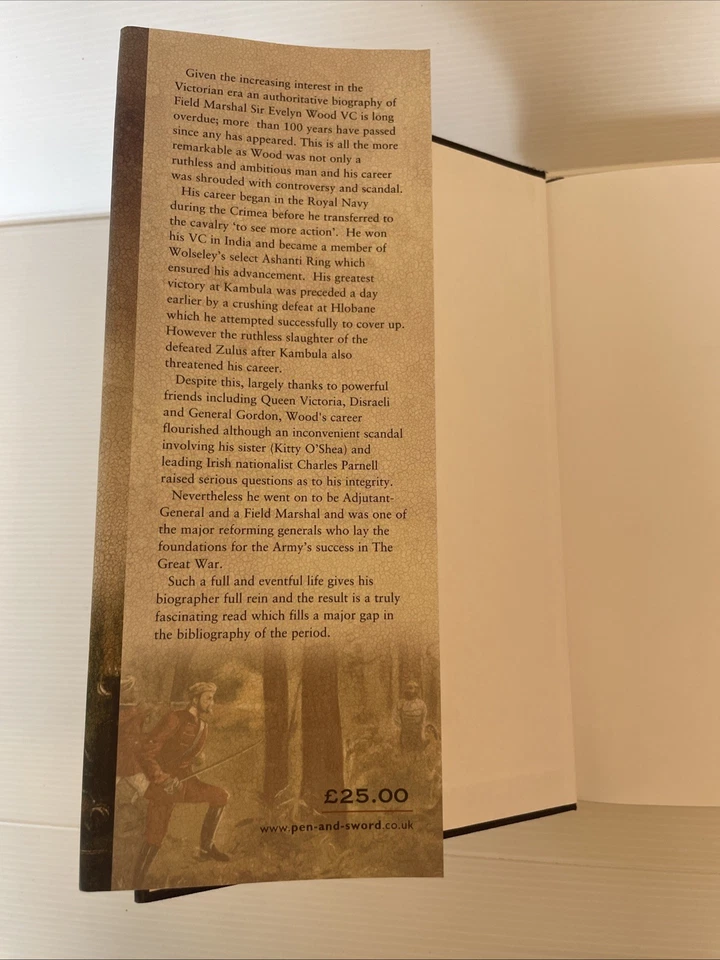 Given the increasing interest in the
Victorian era an authoritative biography of
Field Marshal Sir Evelyn Wood VC is long
overdue; more than 100 years have passed
since any has appeared. This is all the more
remarkable as Wood was not only a
ruthless and ambitious man and his career
was shrouded with controversy and scandal.
His career began in the Royal Navy
during the Crimea before he transferred to
the cavalry ‘to see more action’. He won
his VC in India and became a member of
Wolseley's select Ashanti Ring which
ensured his advancement. His greatest
victory at Kambula was preceded a day
earlier by a crushing defeat at Hlobane
which he attempted successfully to cover up.
However the ruthless slaughter of the
defeated Zulus after Kambula also
threatened his career.
Despite this, largely thanks to powerful
friends including Queen Victoria, Disraeli
and General Gordon, Wood's career
flourished although an inconvenient scandal
involving his sister (Kitty O'Shea) and
leading Irish nationalist Charles Parnell
raised serious questions as to his integrity.
Nevertheless he went on to be Adjutant-
General and a Field Marshal and was one of
the major reforming generals who lay the
foundations for the Army's success in The
Great War.
Such a full and eventful life gives his
biographer full rein and the result is a truly
fascinating read which fills a major gap in
the bibliography of the period.
£25.00
www.pen-and-sword.co.uk